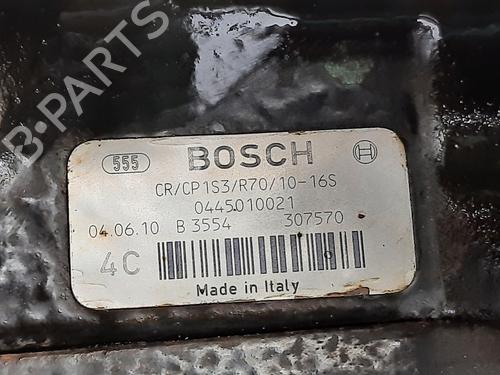 B-PARTS
555 BOSCH
CR/CP1S3/R70/10-16S
0445010021
04.06.10 B 3554 307570
4C
Made in Italy